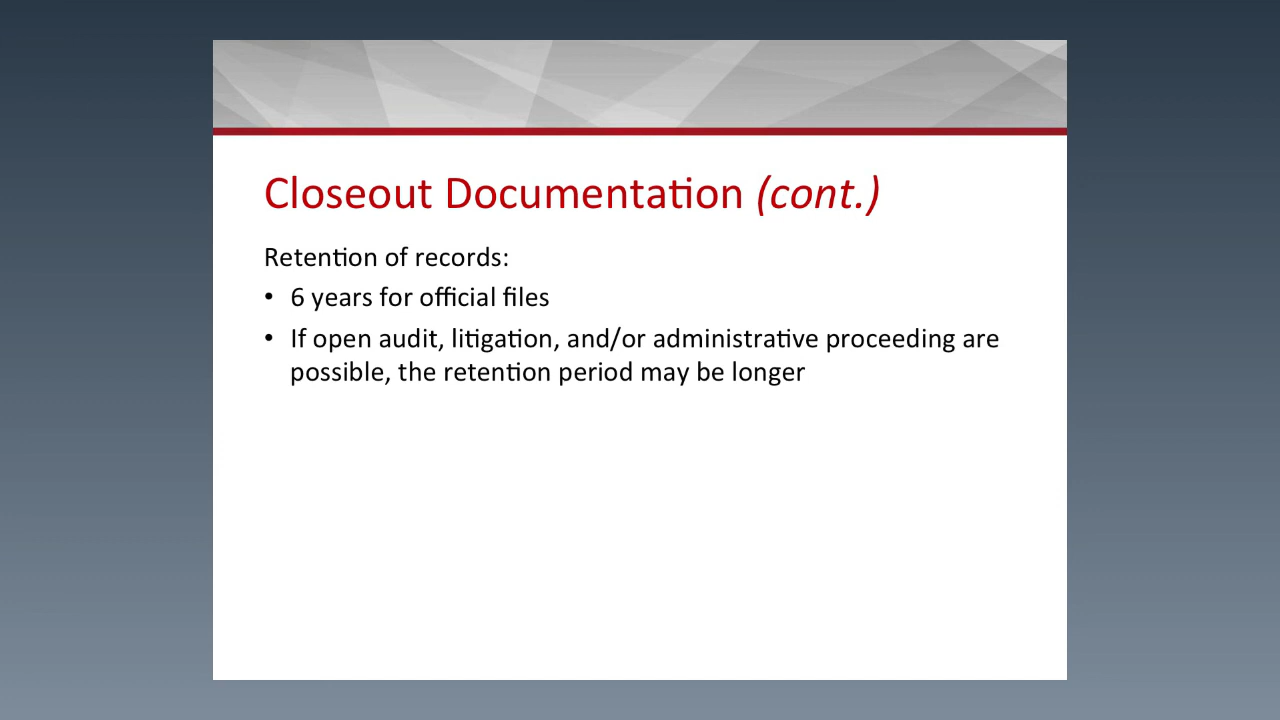 Closeout Documentation (cont.)
Retention of records:
• 6 years for official files
• If open audit, litigation, and/or administrative proceeding are
possible, the retention period may be longer